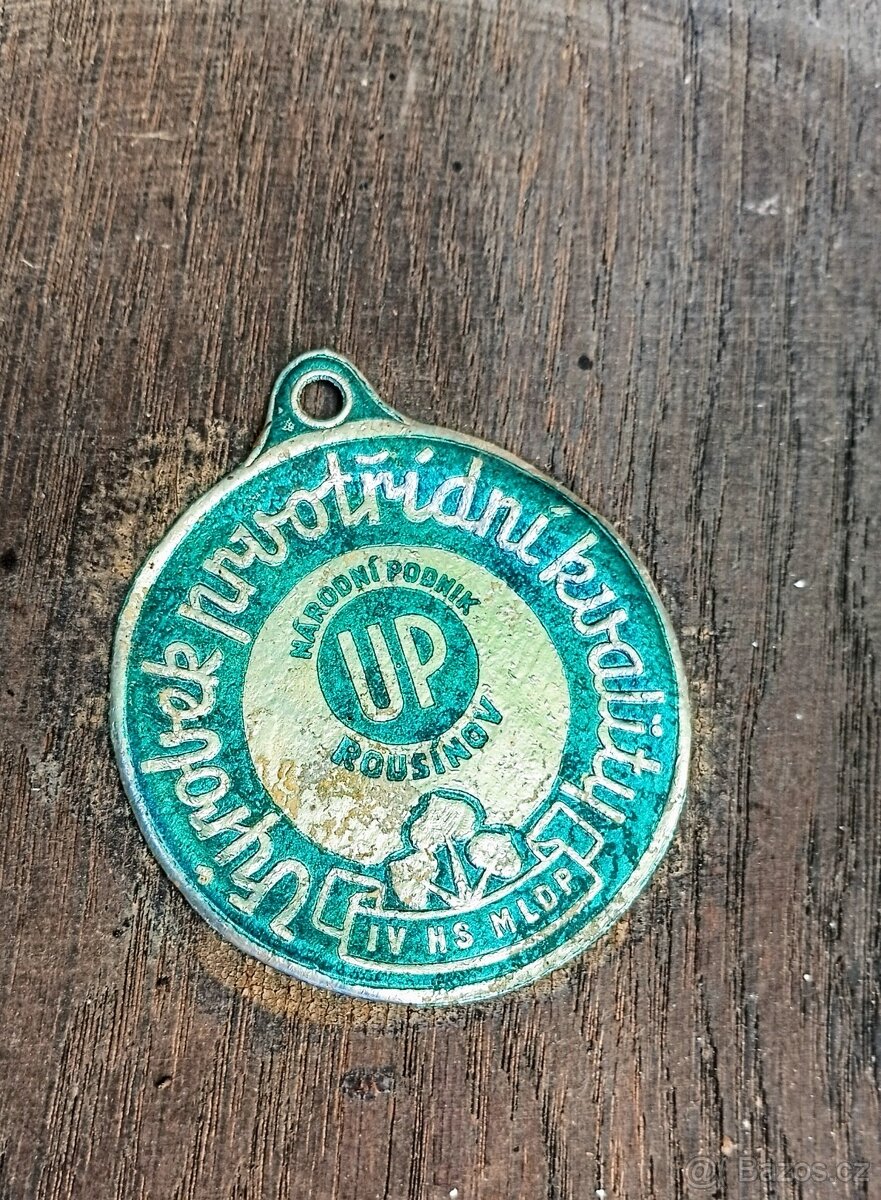 Výrobek prvotřídní kvality
NÁRODNÍ PODNIK
UP
ROUSÍNOV
IV HS MLDP
@ Bazos.cz